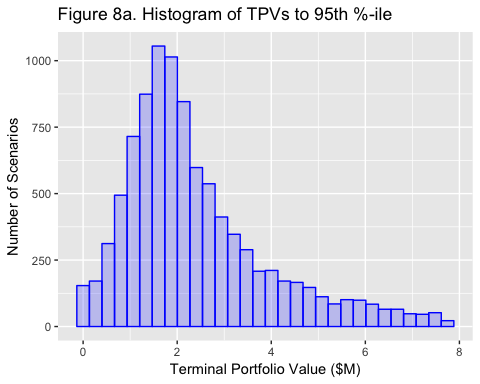 Figure 8a. Histogram of TPVs to 95th %-ile
Number of Scenarios
1000
750
500
250
0
0 2 4 6 8
Terminal Portfolio Value ($M)